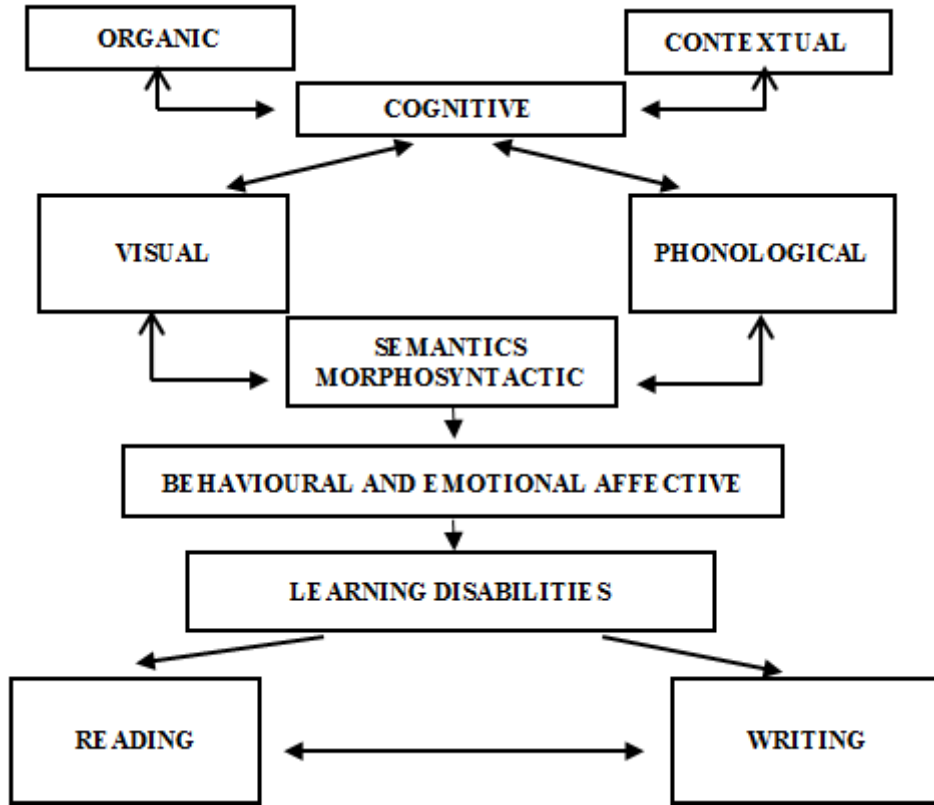 ORGANIC
CONTEXTUAL
COGNITIVE
VISUAL
PHONOLOGICAL
SEMANTICS
MORPHOSYNTACTIC
BEHAVIOURAL AND EMOTIONAL AFFECTIVE
LEARNING DISABILITIES
READING
WRITING